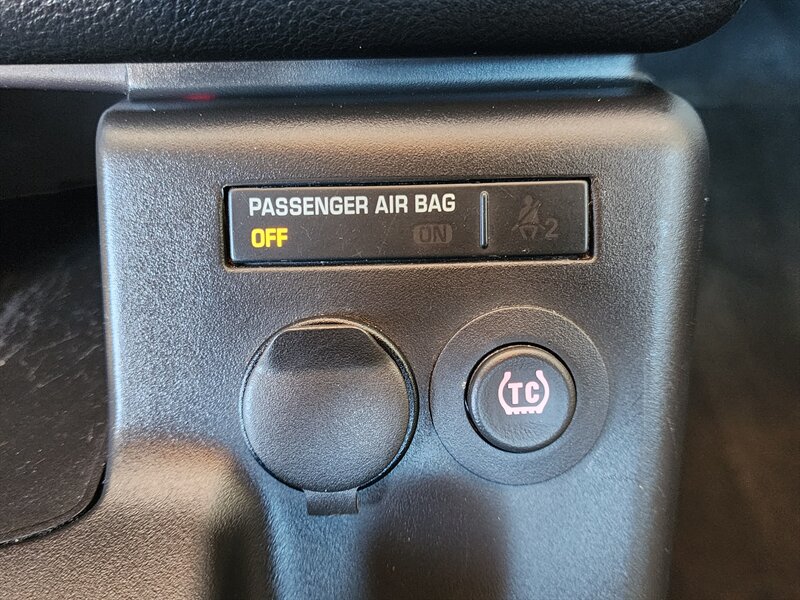 PASSENGER AIR BAG
OFF ON
2
TC